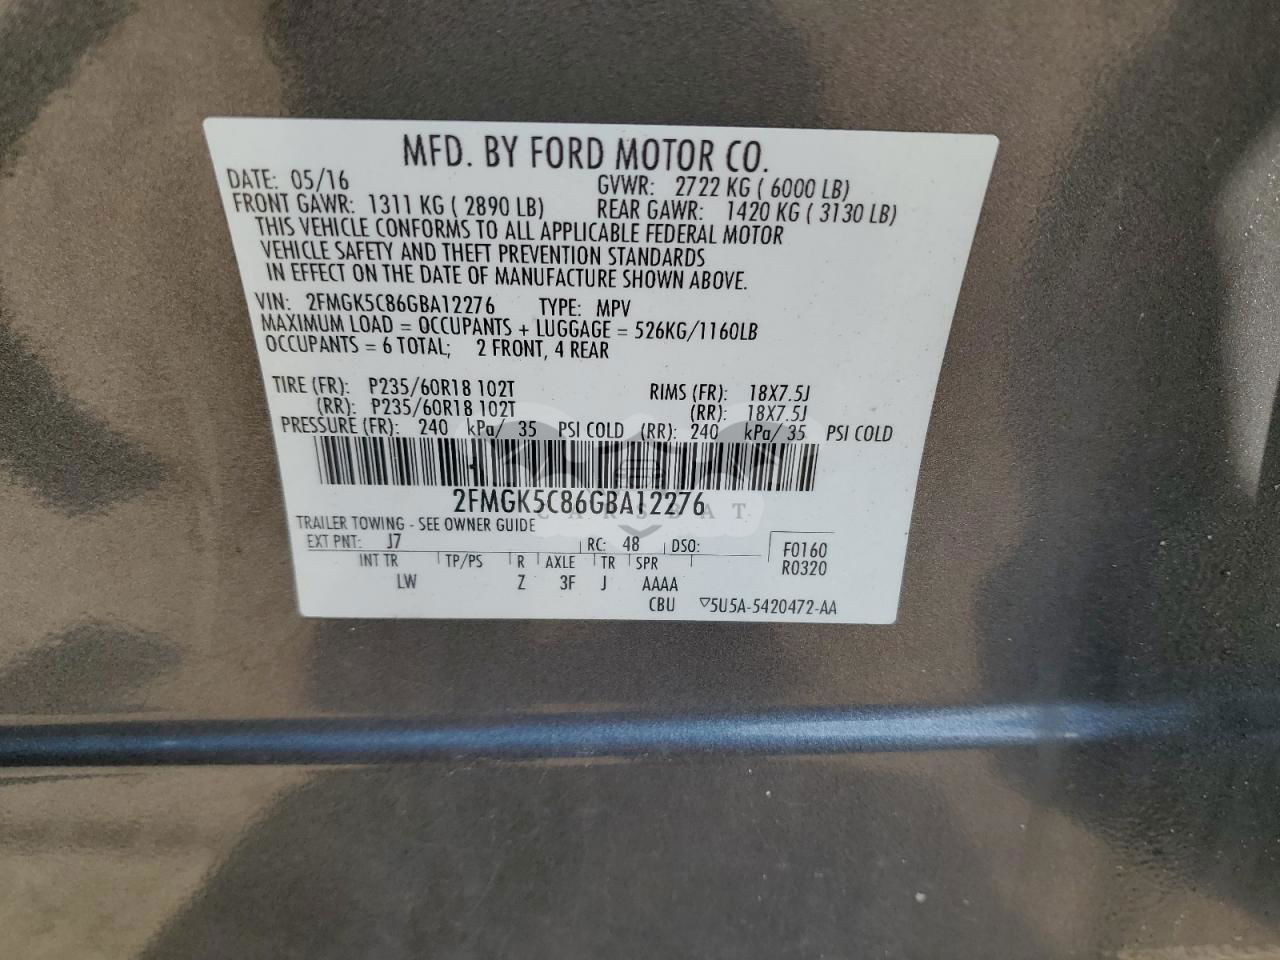 MFD. BY FORD MOTOR CO.
DATE: 05/16 GVWR: 2722 KG ( 6000 LB)
FRONT GAWR: 1311 KG ( 2890 LB) REAR GAWR: 1420 KG ( 3130 LB)
THIS VEHICLE CONFORMS TO ALL APPLICABLE FEDERAL MOTOR
VEHICLE SAFETY AND THEFT PREVENTION STANDARDS
IN EFFECT ON THE DATE OF MANUFACTURE SHOWN ABOVE.
VIN: 2FMGK5C86GBA12276 TYPE: MPV
MAXIMUM LOAD = OCCUPANTS + LUGGAGE = 526KG/1160LB
OCCUPANTS = 6 TOTAL; 2 FRONT, 4 REAR
TIRE (FR): P235/60R18 102T RIMS (FR): 18X7.5J
(RR): P235/60R18 102T (RR): 18X7.5J
PRESSURE (FR): 240 kPa/ 35 PSI COLD (RR): 240 kPa/ 35 PSI COLD
2FMGK5C86GBA12276
CARSBAT
TRAILER TOWING - SEE OWNER GUIDE
EXT PNT: J7 RC: 48 DSO: F0160
INT TR TP/PS R AXLE TR SPR R0320
LW Z 3F J AAAA
CBU ▽5U5A-5420472-AA